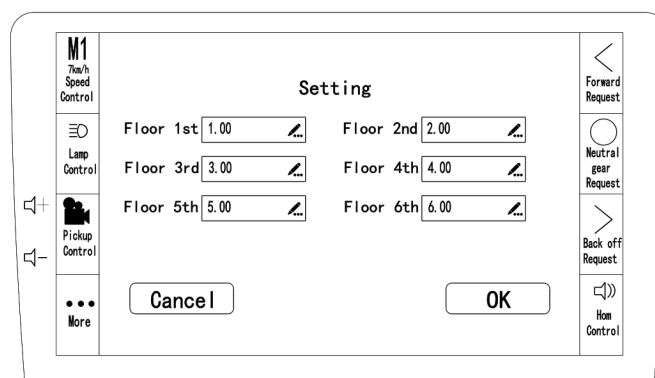 M1
7km/h
Speed
Control
Lamp
Control
Pickup
Control
More
Setting
Floor 1st 1.00
Floor 2nd 2.00
Floor 3rd 3.00
Floor 4th 4.00
Floor 5th 5.00
Floor 6th 6.00
Cancel
OK
Forward
Request
Neutral
gear
Request
Back off
Request
Hom
Control